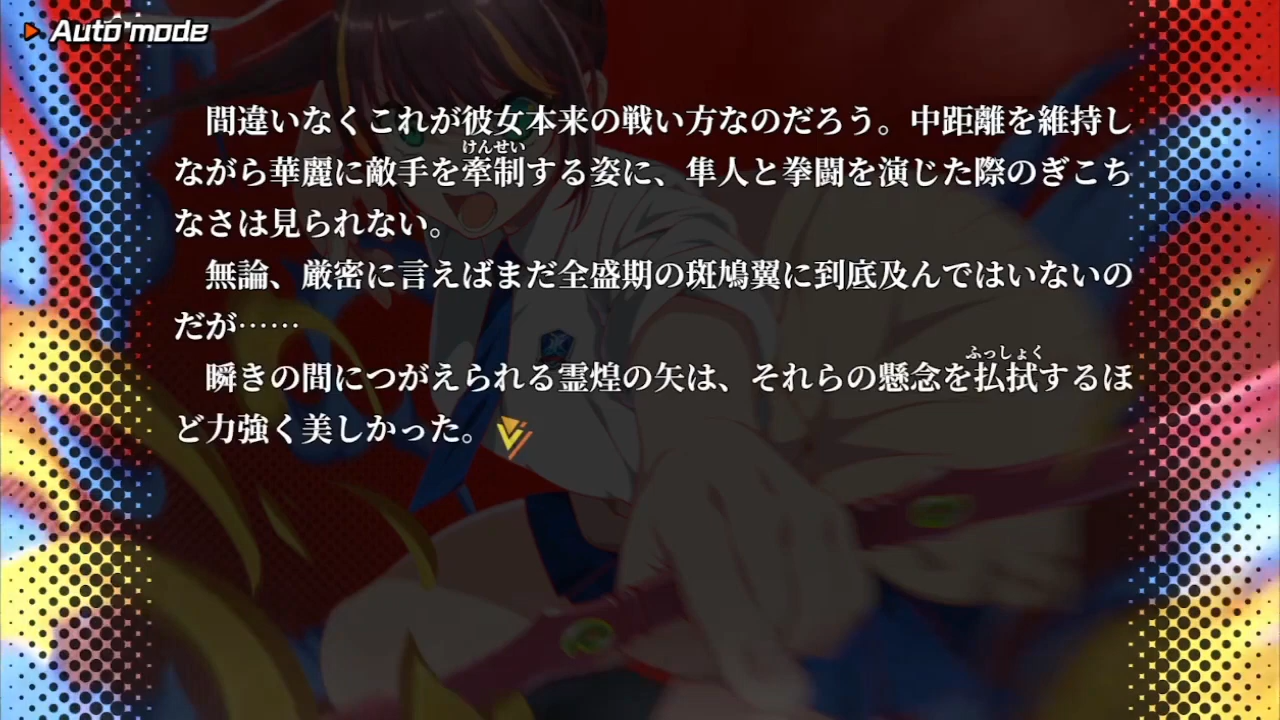 Auto mode
間違いなくこれが彼女本来の戦い方なのだろう。中距離を維持し
けんせい
ながら華麗に敵手を牽制する姿に、隼人と拳闘を演じた際のぎこち
なさは見られない。
無論、厳密に言えばまだ全盛期の斑鳩翼に到底及んではいないの
だが……
ふっしょく
瞬きの間につがえられる霊煌の矢は、それらの懸念を払拭するほ
ど力強く美しかった。